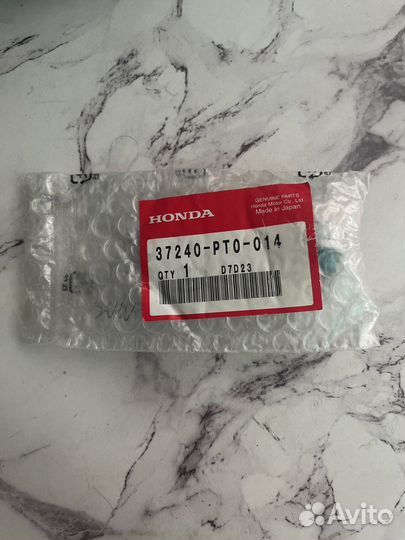 HONDA
GENUINE PARTS
Honda Motor Co., Ltd
Made in Japan
37240-PT0-014
QTY 1 D7D23
Avito